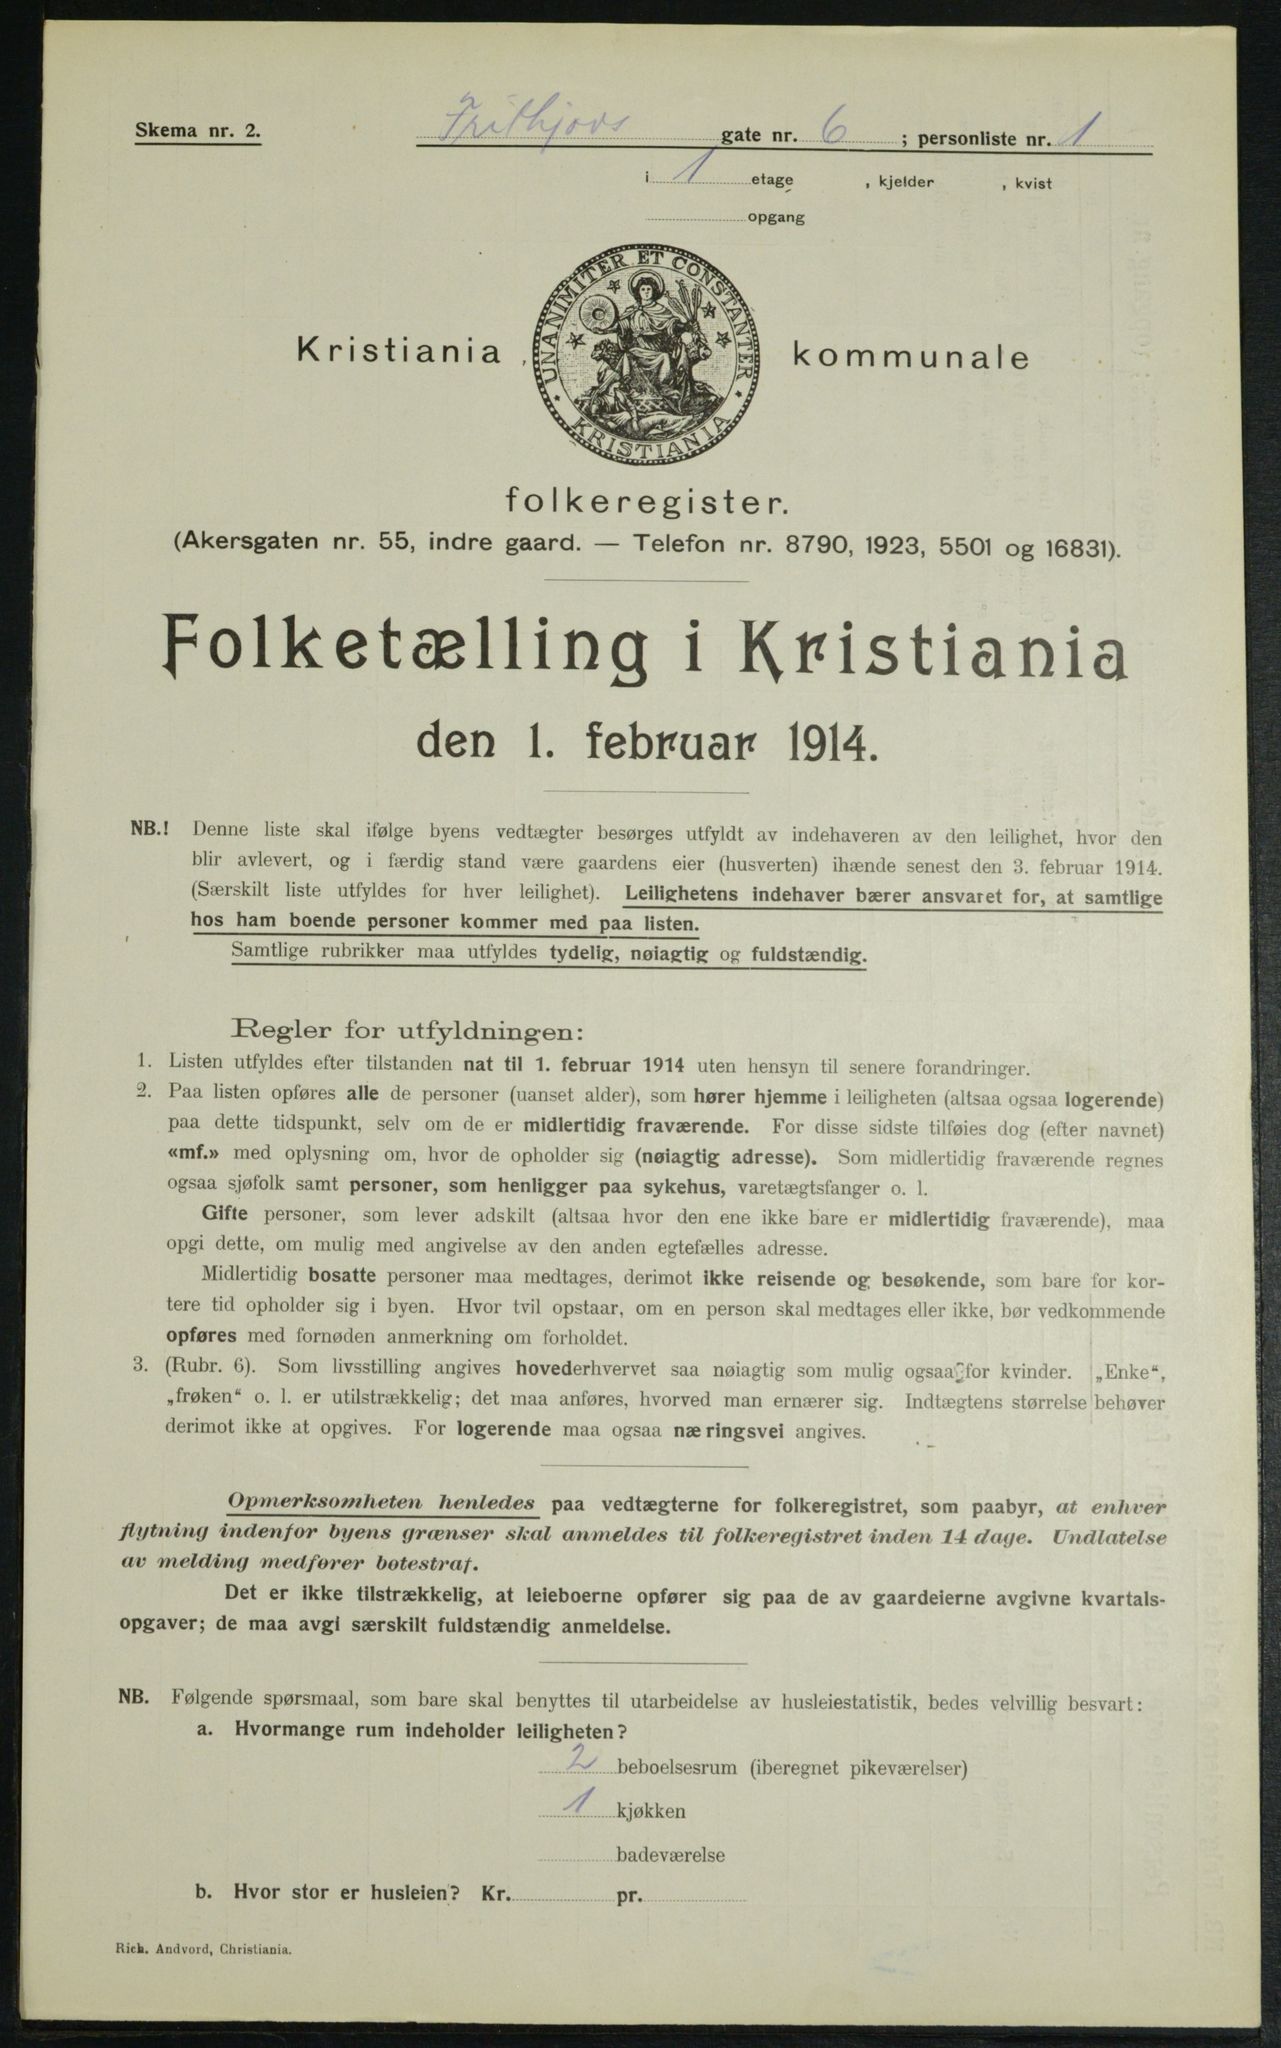 Skema nr. 2.
Frithjovs gate nr. 6 ; personliste nr. 1
i 1 etage , kjelder , kvist
opgang
UNANIMITER ET CONSTANTER
KRISTIANIA
Kristiania kommunale
folkeregister.
(Akersgaten nr. 55, indre gaard. — Telefon nr. 8790, 1923, 5501 og 16831).
Folketælling i Kristiania
den 1. februar 1914.
NB.! Denne liste skal ifølge byens vedtægter besørges utfyldt av indehaveren av den leilighet, hvor den
blir avlevert, og i færdig stand være gaardens eier (husverten) ihænde senest den 3. februar 1914.
(Særskilt liste utfyldes for hver leilighet). Leilighetens indehaver bærer ansvaret for, at samtlige
hos ham boende personer kommer med paa listen.
Samtlige rubrikker maa utfyldes tydelig, nøiagtig og fuldstændig.
Regler for utfyldningen:
1. Listen utfyldes efter tilstanden nat til 1. februar 1914 uten hensyn til senere forandringer.
2. Paa listen opføres alle de personer (uanset alder), som hører hjemme i leiligheten (altsaa ogsaa logerende)
paa dette tidspunkt, selv om de er midlertidig fraværende. For disse sidste tilføies dog (efter navnet)
«mf.» med oplysning om, hvor de opholder sig (nøiagtig adresse). Som midlertidig fraværende regnes
ogsaa sjøfolk samt personer, som henligger paa sykehus, varetægtsfanger o. l.
Gifte personer, som lever adskilt (altsaa hvor den ene ikke bare er midlertidig fraværende), maa
opgi dette, om mulig med angivelse av den anden egtefælles adresse.
Midlertidig bosatte personer maa medtages, derimot ikke reisende og besøkende, som bare for kor-
tere tid opholder sig i byen. Hvor tvil opstaar, om en person skal medtages eller ikke, bør vedkommende
opføres med fornøden anmerkning om forholdet.
3. (Rubr. 6). Som livsstilling angives hovederhvervet saa nøiagtig som mulig ogsaa for kvinder. „Enke“,
„frøken“ o. l. er utilstrækkelig; det maa anføres, hvorved man ernærer sig. Indtægtens størrelse behøver
derimot ikke at opgives. For logerende maa ogsaa næringsvei angives.
Opmerksomheten henledes paa vedtægterne for folkeregistret, som paabyr, at enhver
flytning indenfor byens grænser skal anmeldes til folkeregistret inden 14 dage. Undlatelse
av melding medfører bøtestraf.
Det er ikke tilstrækkelig, at leieboerne opfører sig paa de av gaardeierne avgivne kvartals-
opgaver; de maa avgi særskilt fuldstændig anmeldelse.
NB. Følgende spørsmaal, som bare skal benyttes til utarbeidelse av husleiestatistik, bedes velvillig besvart:
a. Hvormange rum indeholder leiligheten?
2 beboelsesrum (iberegnet pikeværelser)
1 kjøkken
badeværelse
b. Hvor stor er husleien? Kr. pr.
Rich. Andvord, Christiania.